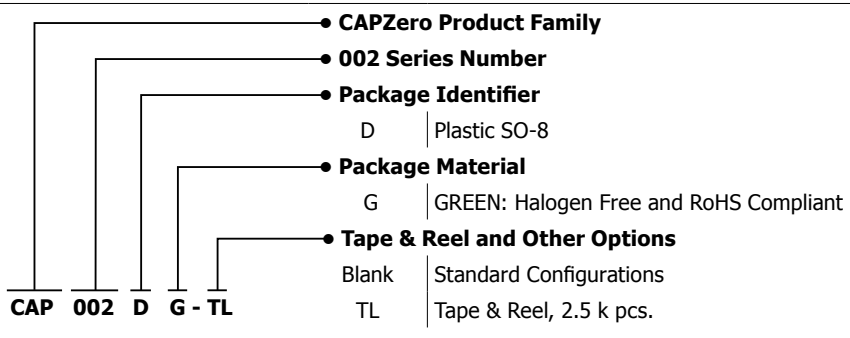 CAPZero Product Family
002 Series Number
Package Identifier
D Plastic SO-8
Package Material
G GREEN: Halogen Free and RoHS Compliant
Tape & Reel and Other Options
Blank Standard Configurations
TL Tape & Reel, 2.5 k pcs.
CAP 002 D G - TL